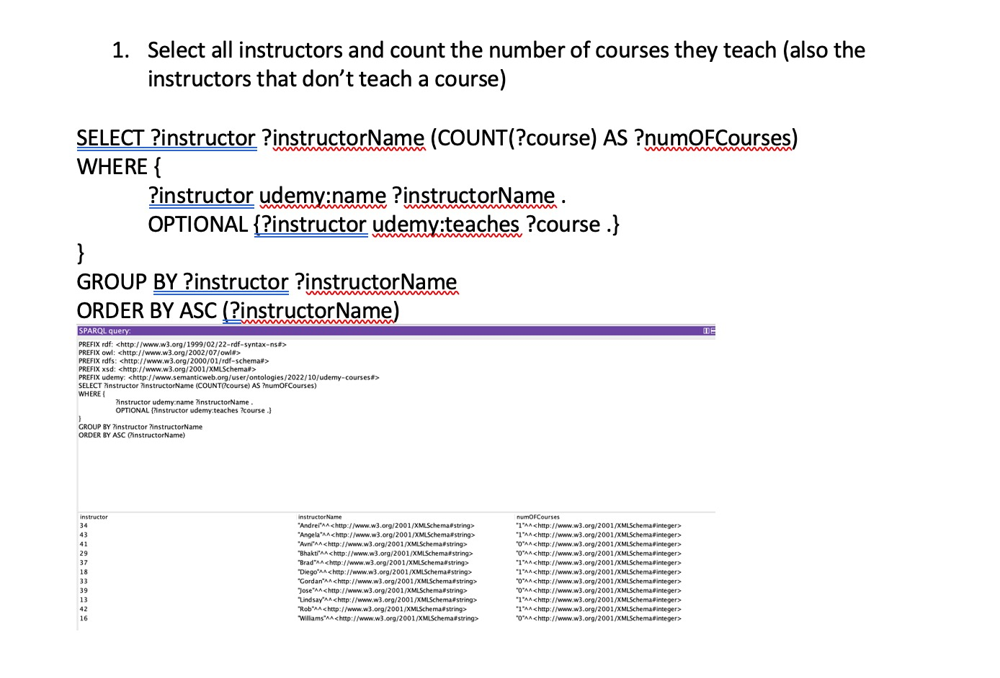 1. Select all instructors and count the number of courses they teach (also the
instructors that don't teach a course)
SELECT ?instructor ?instructorName (COUNT(?course) AS ?numOFCourses)
WHERE {
?instructor udemy:name ?instructorName .
OPTIONAL {?instructor udemy:teaches ?course .}
}
GROUP BY ?instructor ?instructorName
ORDER BY ASC (?instructorName)
SPARQL query:
PREFIX rdf: <http://www.w3.org/1999/02/22-rdf-syntax-ns#>
PREFIX owl: <http://www.w3.org/2002/07/owl#>
PREFIX rdfs: <http://www.w3.org/2000/01/rdf-schema#>
PREFIX xsd: <http://www.w3.org/2001/XMLSchema#>
PREFIX udemy: <http://www.semanticweb.org/user/ontologies/2022/10/udemy-courses#>
SELECT ?instructor ?instructorName (COUNT(?course) AS ?numOFCourses)
WHERE {
?instructor udemy:name ?instructorName .
OPTIONAL {?instructor udemy:teaches ?course .}
}
GROUP BY ?instructor ?instructorName
ORDER BY ASC (?instructorName)
instructor instructorName numOFCourses
34 "Andrei"^^<http://www.w3.org/2001/XMLSchema#string> "1"^^<http://www.w3.org/2001/XMLSchema#integer>
43 "Angela"^^<http://www.w3.org/2001/XMLSchema#string> "1"^^<http://www.w3.org/2001/XMLSchema#integer>
41 "Avni"^^<http://www.w3.org/2001/XMLSchema#string> "0"^^<http://www.w3.org/2001/XMLSchema#integer>
29 "Bhakti"^^<http://www.w3.org/2001/XMLSchema#string> "0"^^<http://www.w3.org/2001/XMLSchema#integer>
37 "Brad"^^<http://www.w3.org/2001/XMLSchema#string> "1"^^<http://www.w3.org/2001/XMLSchema#integer>
18 "Diego"^^<http://www.w3.org/2001/XMLSchema#string> "1"^^<http://www.w3.org/2001/XMLSchema#integer>
33 "Gordan"^^<http://www.w3.org/2001/XMLSchema#string> "0"^^<http://www.w3.org/2001/XMLSchema#integer>
39 "Jose"^^<http://www.w3.org/2001/XMLSchema#string> "0"^^<http://www.w3.org/2001/XMLSchema#integer>
13 "Lindsay"^^<http://www.w3.org/2001/XMLSchema#string> "1"^^<http://www.w3.org/2001/XMLSchema#integer>
42 "Rob"^^<http://www.w3.org/2001/XMLSchema#string> "1"^^<http://www.w3.org/2001/XMLSchema#integer>
16 "Williams"^^<http://www.w3.org/2001/XMLSchema#string> "0"^^<http://www.w3.org/2001/XMLSchema#integer>